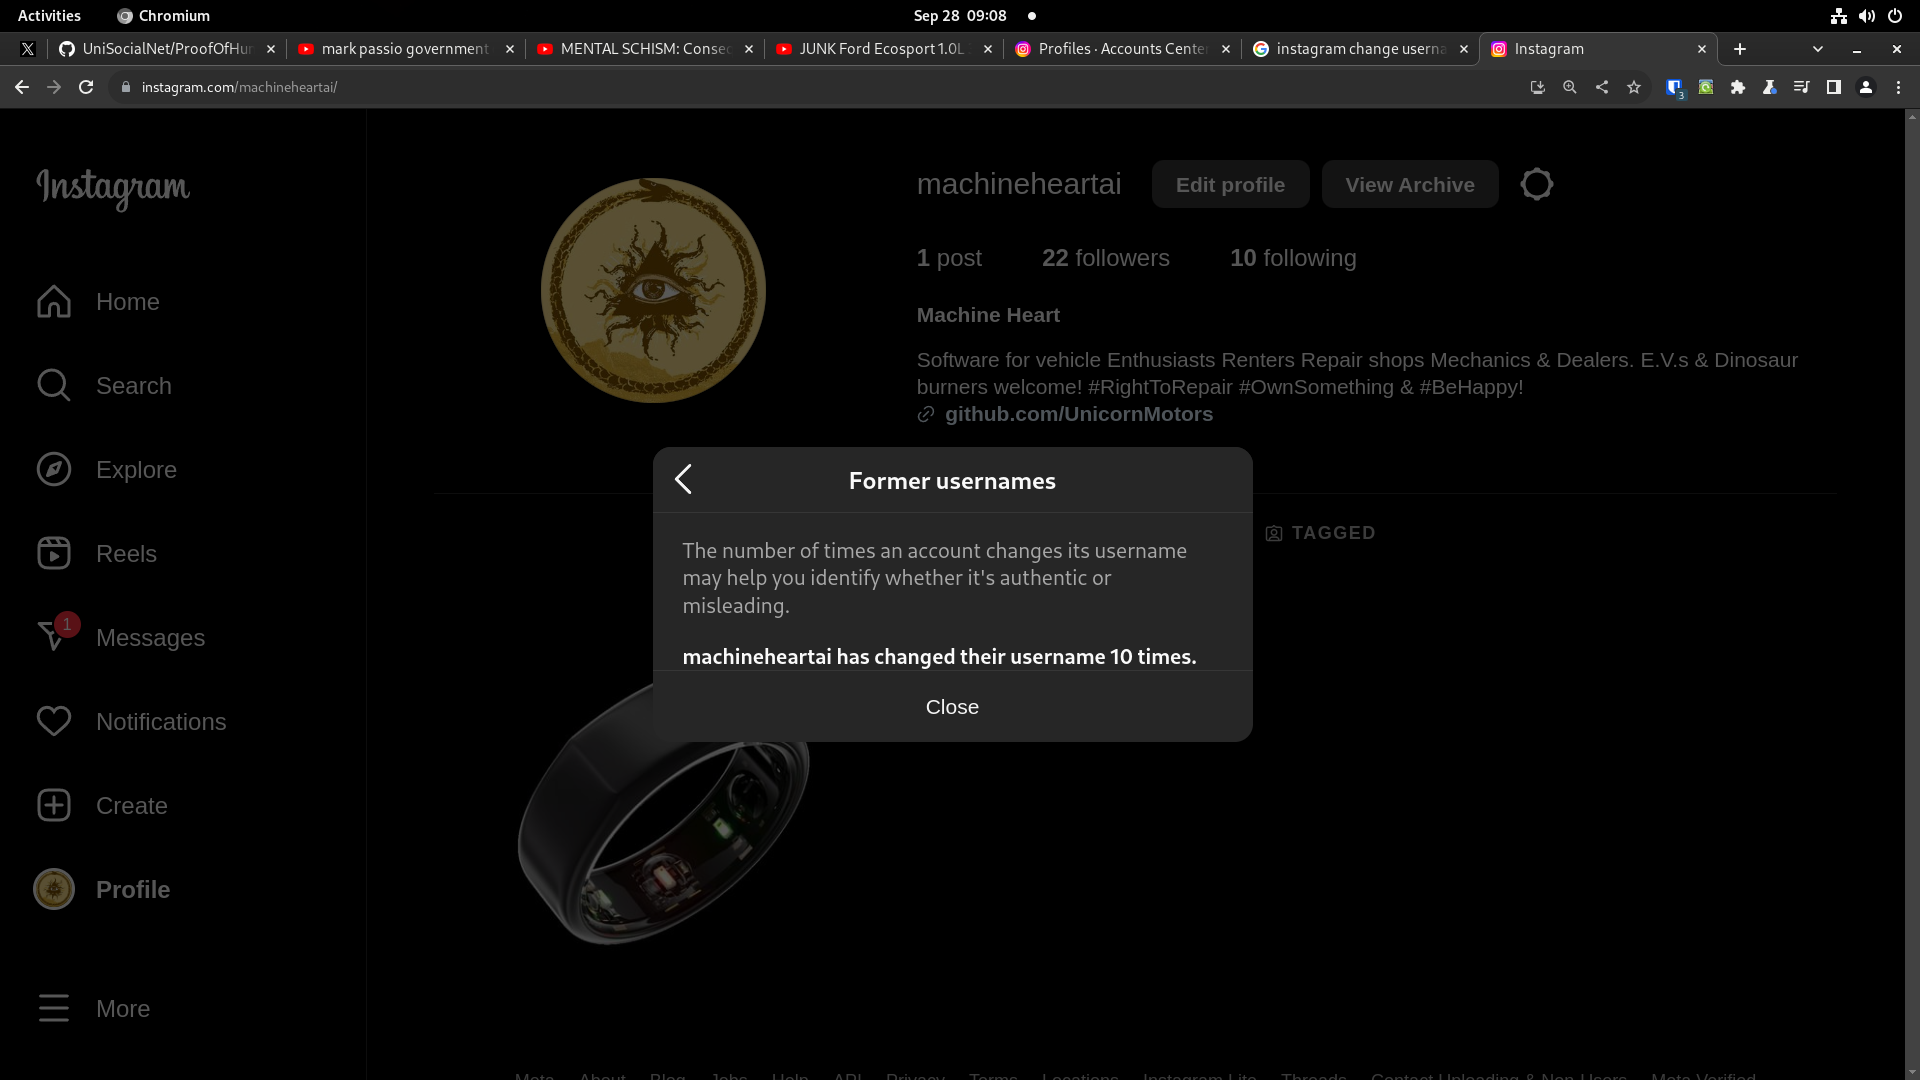 Activities
Chromium
Sep 28 09:08
UniSocialNet/ProofOfHu
mark passio government
MENTAL SCHISM: Consec
JUNK Ford Ecosport 1.0L
Profiles · Accounts Center
instagram change userna
Instagram
instagram.com/machineheartai/
3
Instagram
Home
Search
Explore
Reels
1
Messages
Notifications
Create
Profile
More
machineheartai
Edit profile
View Archive
1 post
22 followers
10 following
Machine Heart
Software for vehicle Enthusiasts Renters Repair shops Mechanics & Dealers. E.V.s & Dinosaur
burners welcome! #RightToRepair #OwnSomething & #BeHappy!
github.com/UnicornMotors
TAGGED
Former usernames
The number of times an account changes its username
may help you identify whether it's authentic or
misleading.
machineheartai has changed their username 10 times.
Close
Meta About Blog Jobs Help API Privacy Terms Locations Instagram Lite Threads Contact Uploading & Non-Users Meta Verified